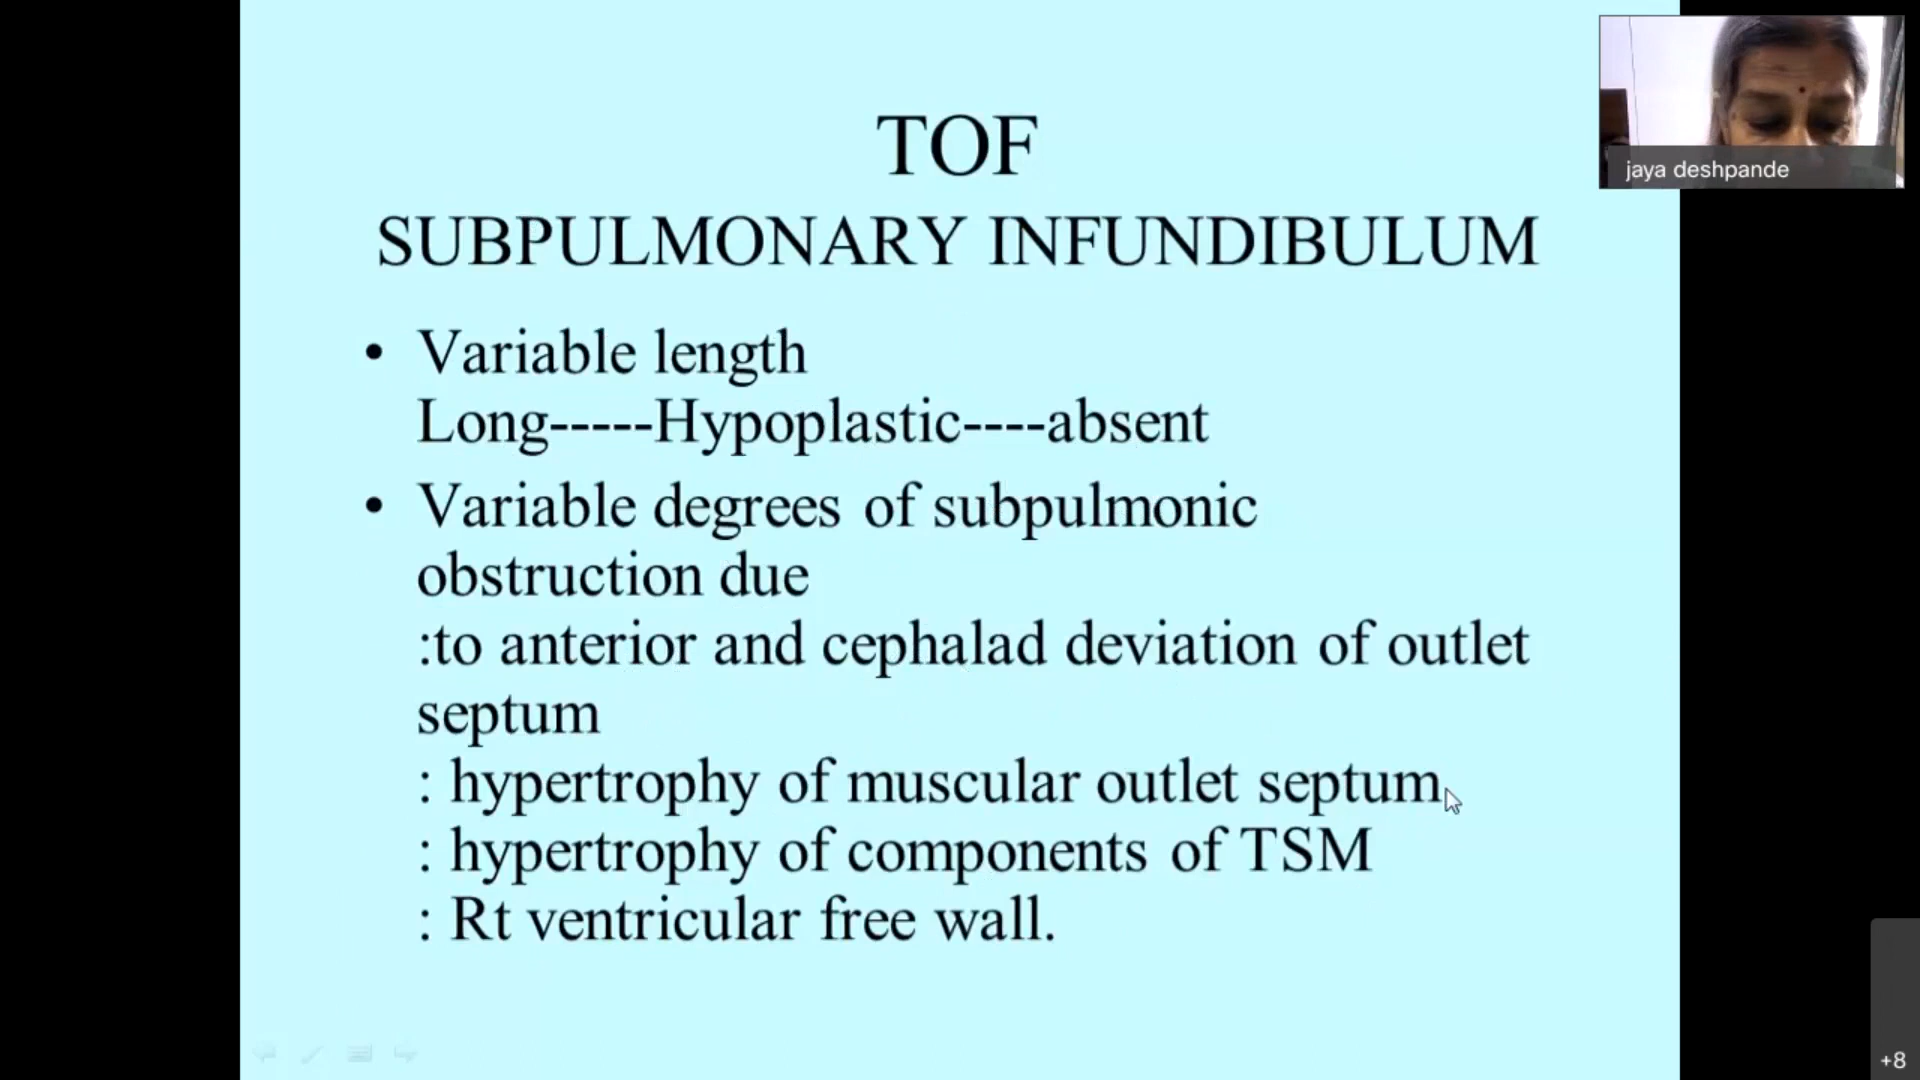 TOF
SUBPULMONARY INFUNDIBULUM
• Variable length
Long-----Hypoplastic----absent
• Variable degrees of subpulmonic
obstruction due
:to anterior and cephalad deviation of outlet
septum
: hypertrophy of muscular outlet septum
: hypertrophy of components of TSM
: Rt ventricular free wall.
jaya deshpande
+8